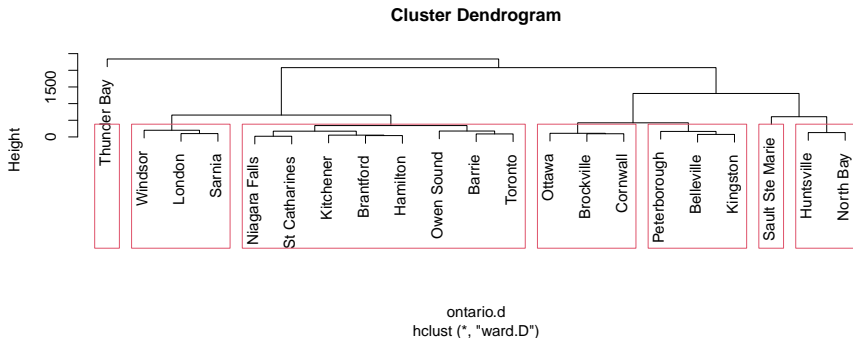 Cluster Dendrogram
Height
0
1500
Thunder Bay
Windsor
London
Sarnia
Niagara Falls
St Catharines
Kitchener
Brantford
Hamilton
Owen Sound
Barrie
Toronto
Ottawa
Brockville
Cornwall
Peterborough
Belleville
Kingston
Sault Ste Marie
Huntsville
North Bay
ontario.d
hclust (*, "ward.D")